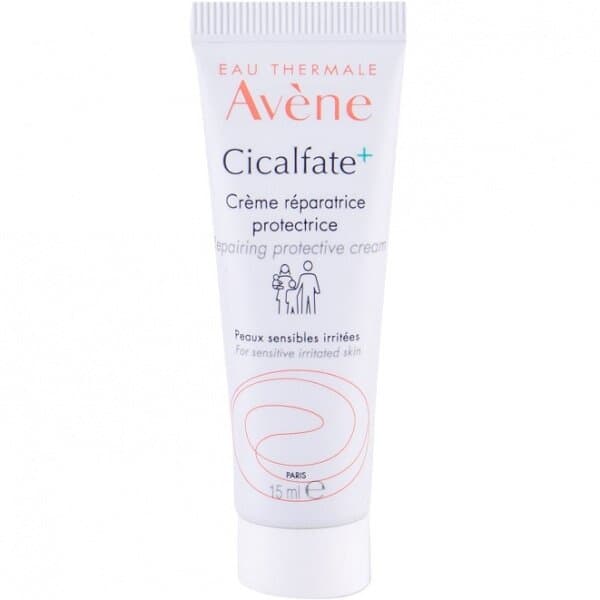 EAU THERMALE
Avène
Cicalfate+
Crème réparatrice
protectrice
epairing protective cream
Peaux sensibles irritées
For sensitive irritated skin
PARIS
15 ml ℮